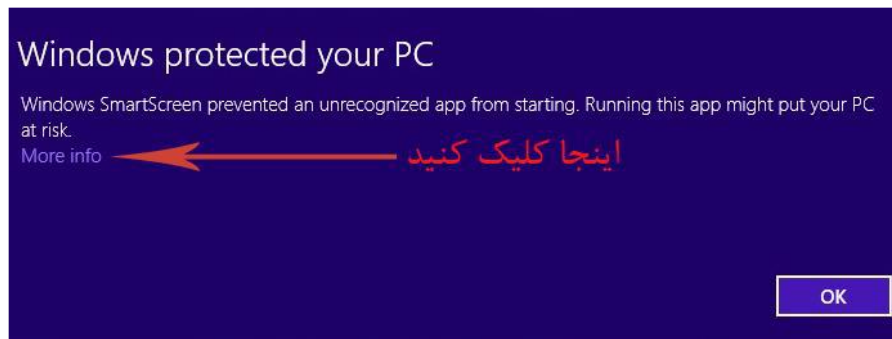 Windows protected your PC
Windows SmartScreen prevented an unrecognized app from starting. Running this app might put your PC
at risk.
More info اینجا کلیک کنید
OK